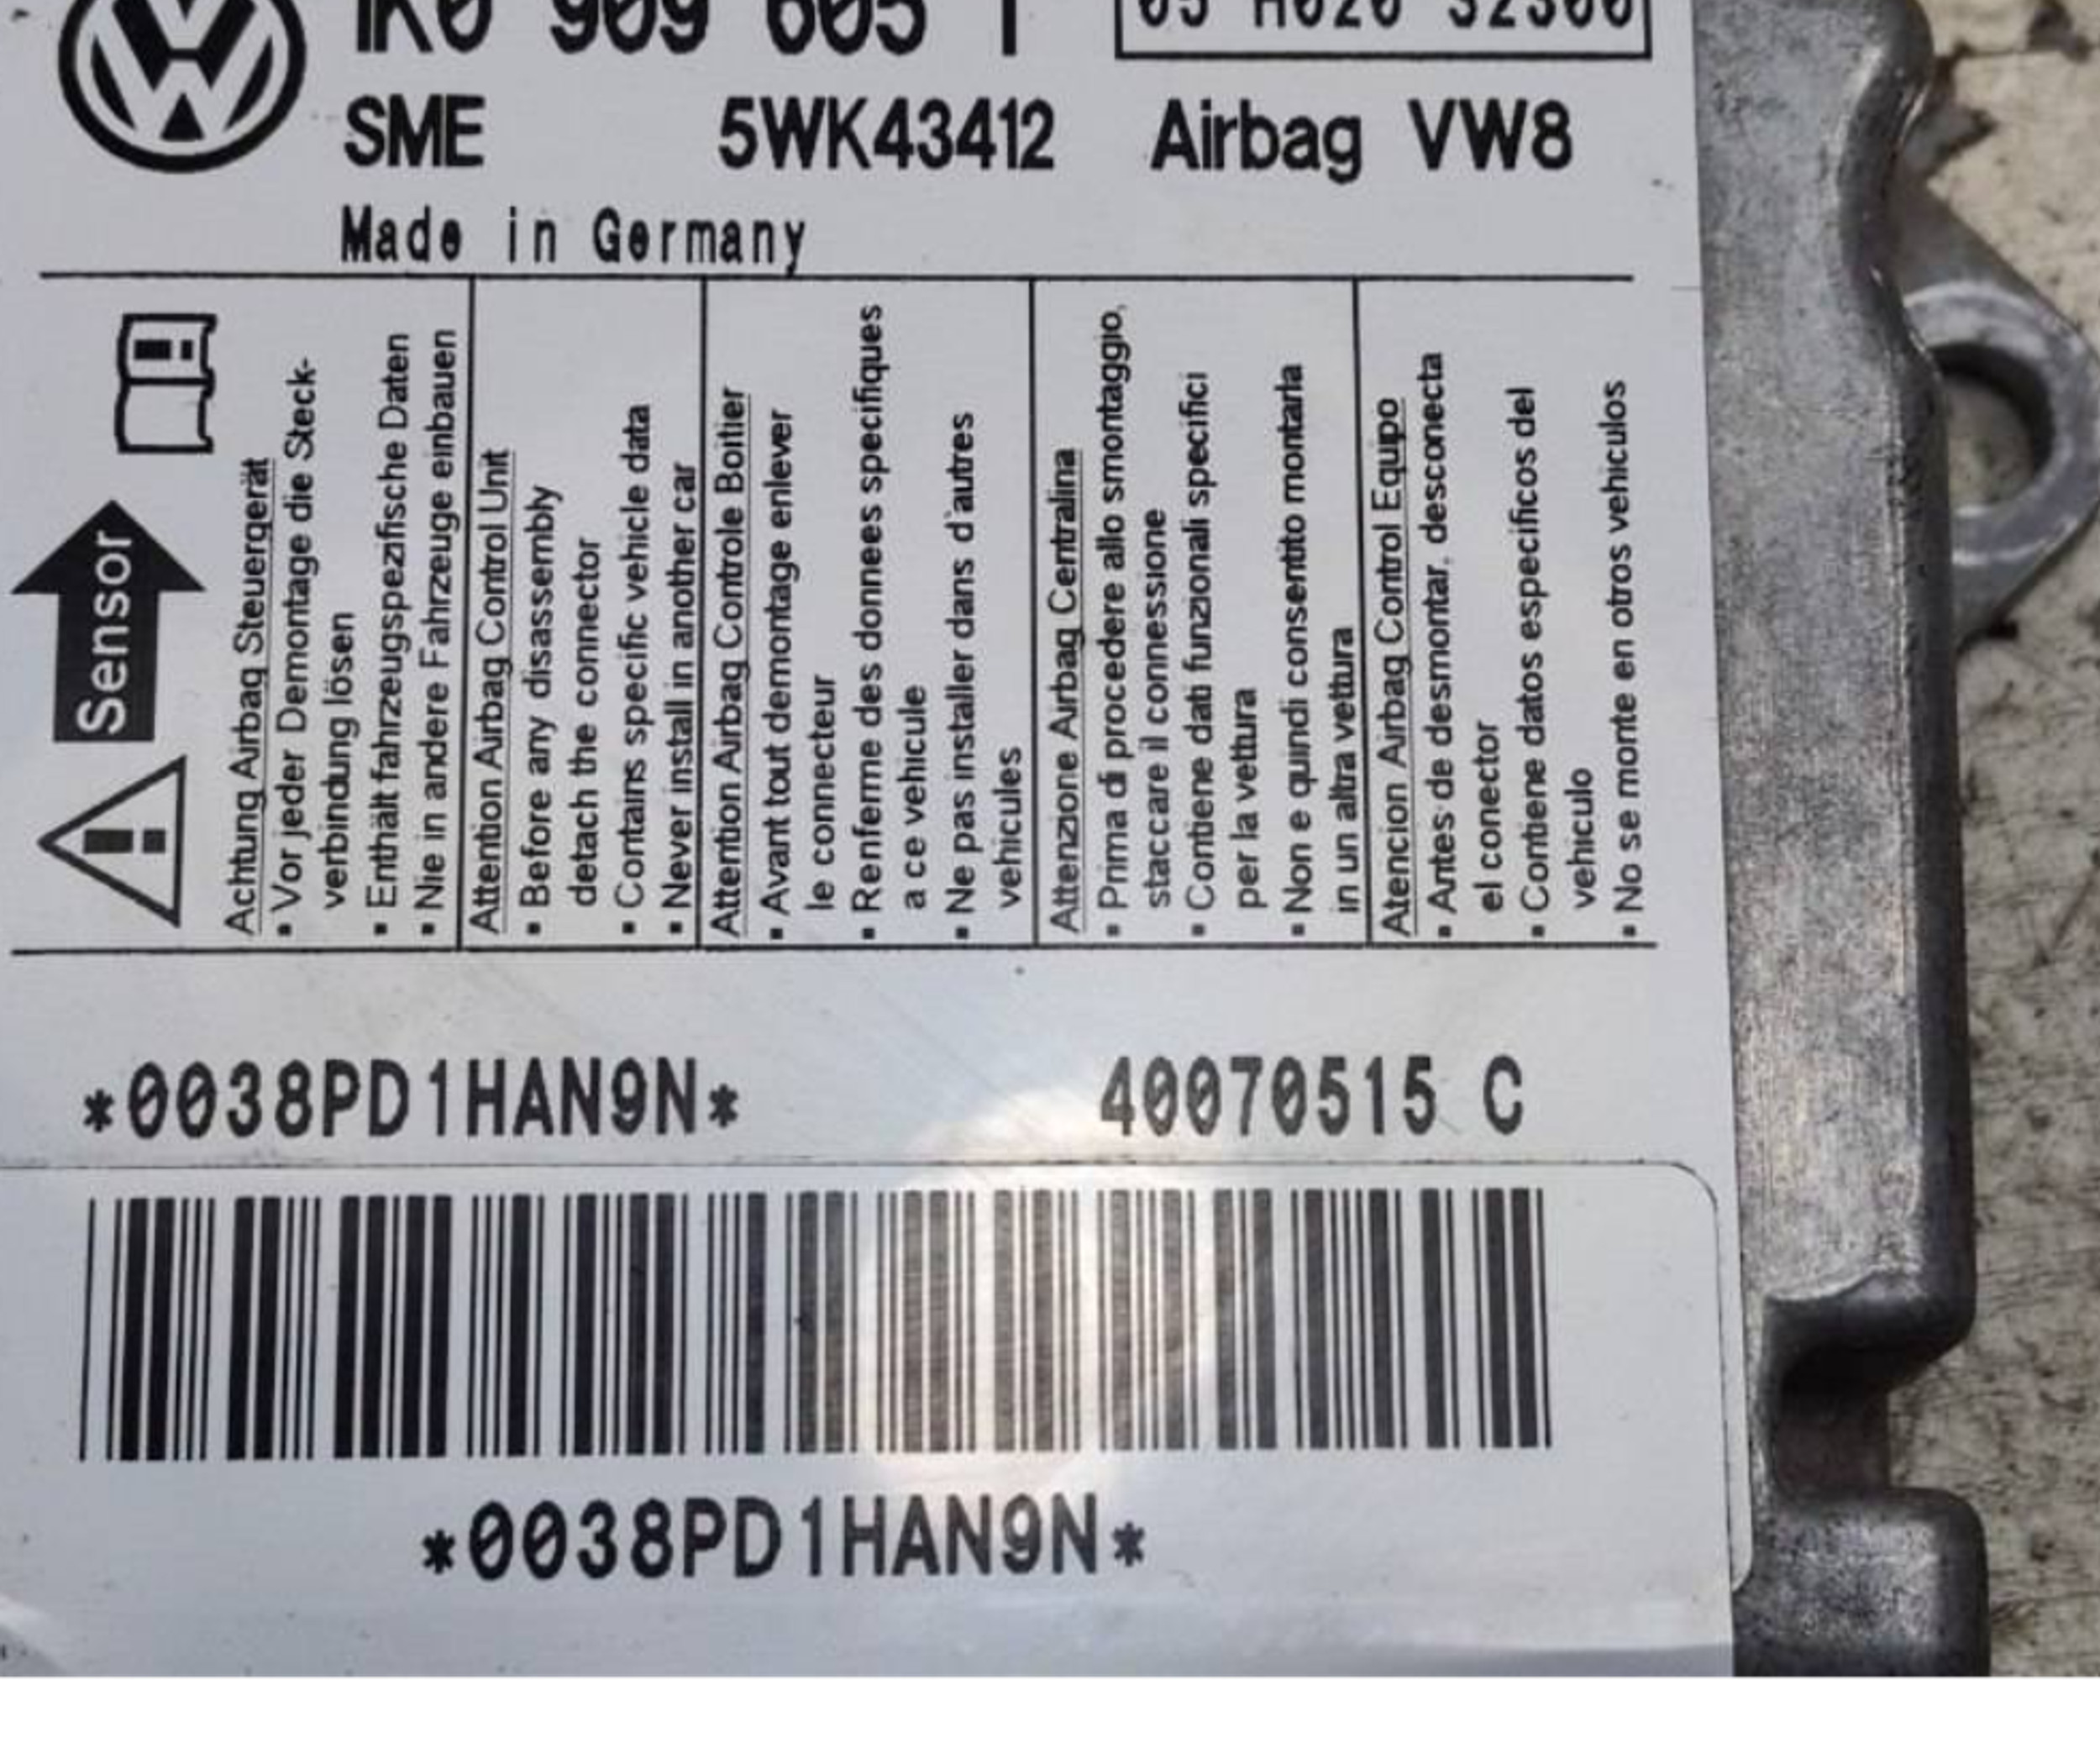 1K0 909 605 T
05 H020 S2300
SME 5WK43412 Airbag VW8
Made in Germany
Sensor
Achtung Airbag Steuergerät
▪ Vor jeder Demontage die Steck-
verbindung lösen
▪ Enthält fahrzeugspezifische Daten
▪ Nie in andere Fahrzeuge einbauen
Attention Airbag Control Unit
▪ Before any disassembly
detach the connector
▪ Contains specific vehicle data
▪ Never install in another car
Attention Airbag Controle Boitier
▪ Avant tout demontage enlever
le connecteur
▪ Renferme des donnees specifiques
a ce vehicule
▪ Ne pas installer dans d'autres
vehicules
Attenzione Airbag Centralina
▪ Prima di procedere allo smontaggio,
staccare il connessione
▪ Contiene dati funzionali specifici
per la vettura
▪ Non e quindi consentito montarla
in un altra vettura
Atencion Airbag Control Equipo
▪ Antes de desmontar, desconecta
el conector
▪ Contiene datos especificos del
vehiculo
▪ No se monte en otros vehiculos
*0038PD1HAN9N* 40070515 C
*0038PD1HAN9N*